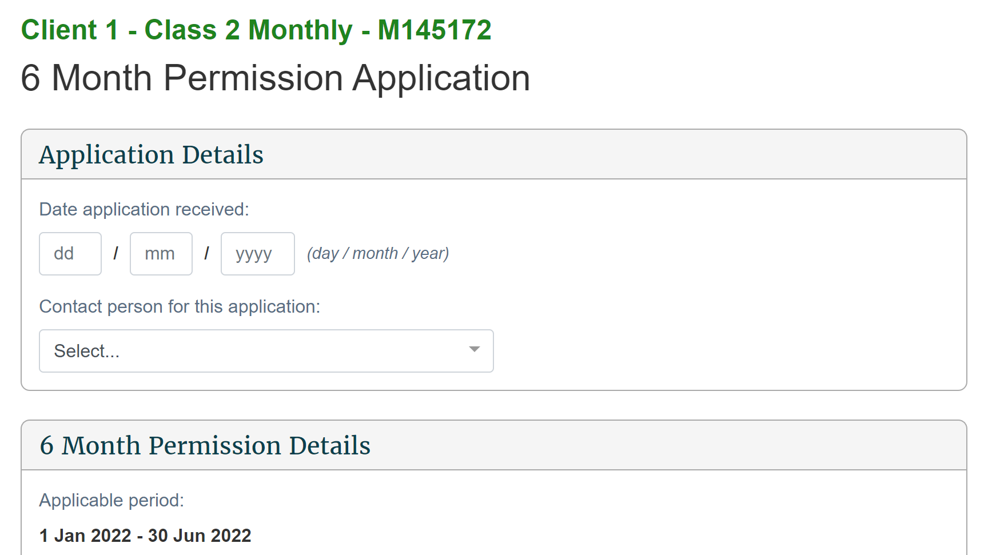 Client 1 - Class 2 Monthly - M145172
6 Month Permission Application
Application Details
Date application received:
dd / mm / yyyy (day / month / year)
Contact person for this application:
Select...
6 Month Permission Details
Applicable period:
1 Jan 2022 - 30 Jun 2022